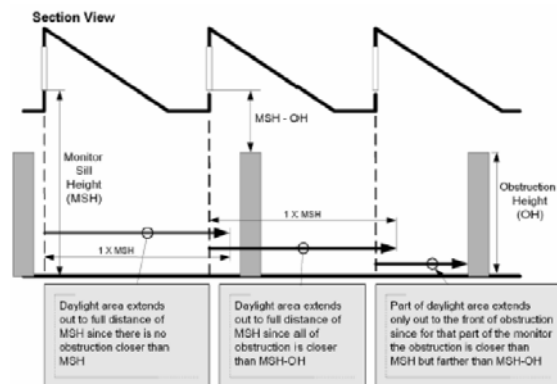 Section View
MSH - OH
Monitor
Sill
Height
(MSH)
Obstruction
Height
(OH)
1 X MSH
1 X MSH
Daylight area extends
out to full distance of
MSH since there is no
obstruction closer than
MSH
Daylight area extends
out to full distance of
MSH since all of
obstruction is closer
than MSH-OH
Part of daylight area extends
only out to the front of obstruction
since for that part of the monitor
the obstruction is closer than
MSH but farther than MSH-OH